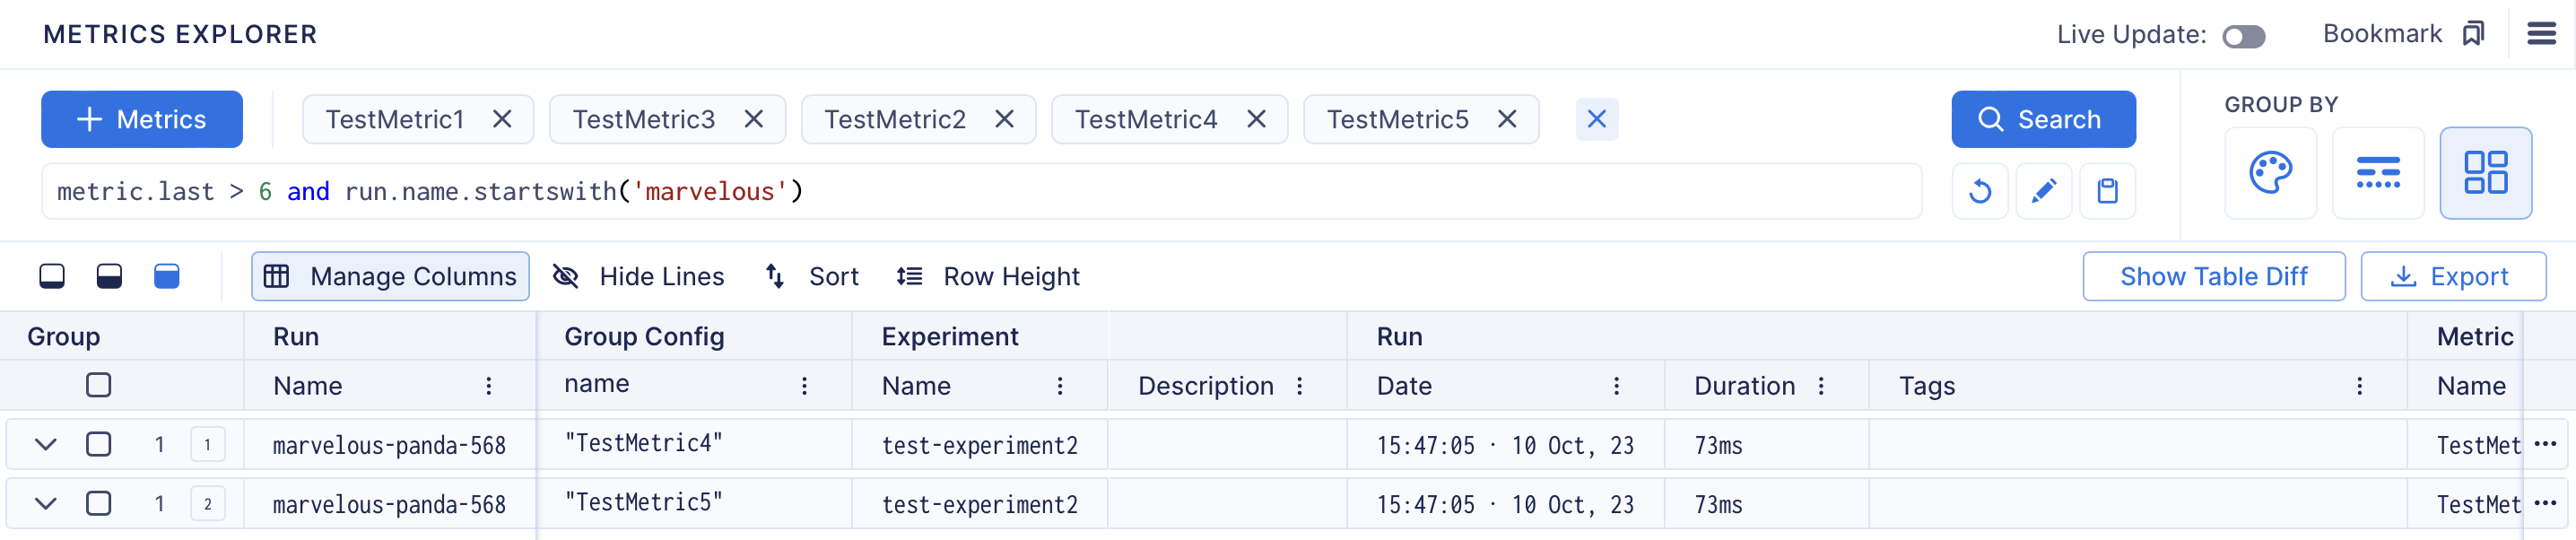 METRICS EXPLORER
Live Update:
Bookmark
Metrics
TestMetric1
TestMetric3
TestMetric2
TestMetric4
TestMetric5
Search
GROUP BY
metric.last > 6 and run.name.startswith('marvelous')
Manage Columns
Hide Lines
Sort
Row Height
Show Table Diff
Export
Group Run Group Config Experiment Run Metric
Name name Name Description Date Duration Tags Name
1 1 marvelous-panda-568 "TestMetric4" test-experiment2 15:47:05 · 10 Oct, 23 73ms TestMet
1 2 marvelous-panda-568 "TestMetric5" test-experiment2 15:47:05 · 10 Oct, 23 73ms TestMet